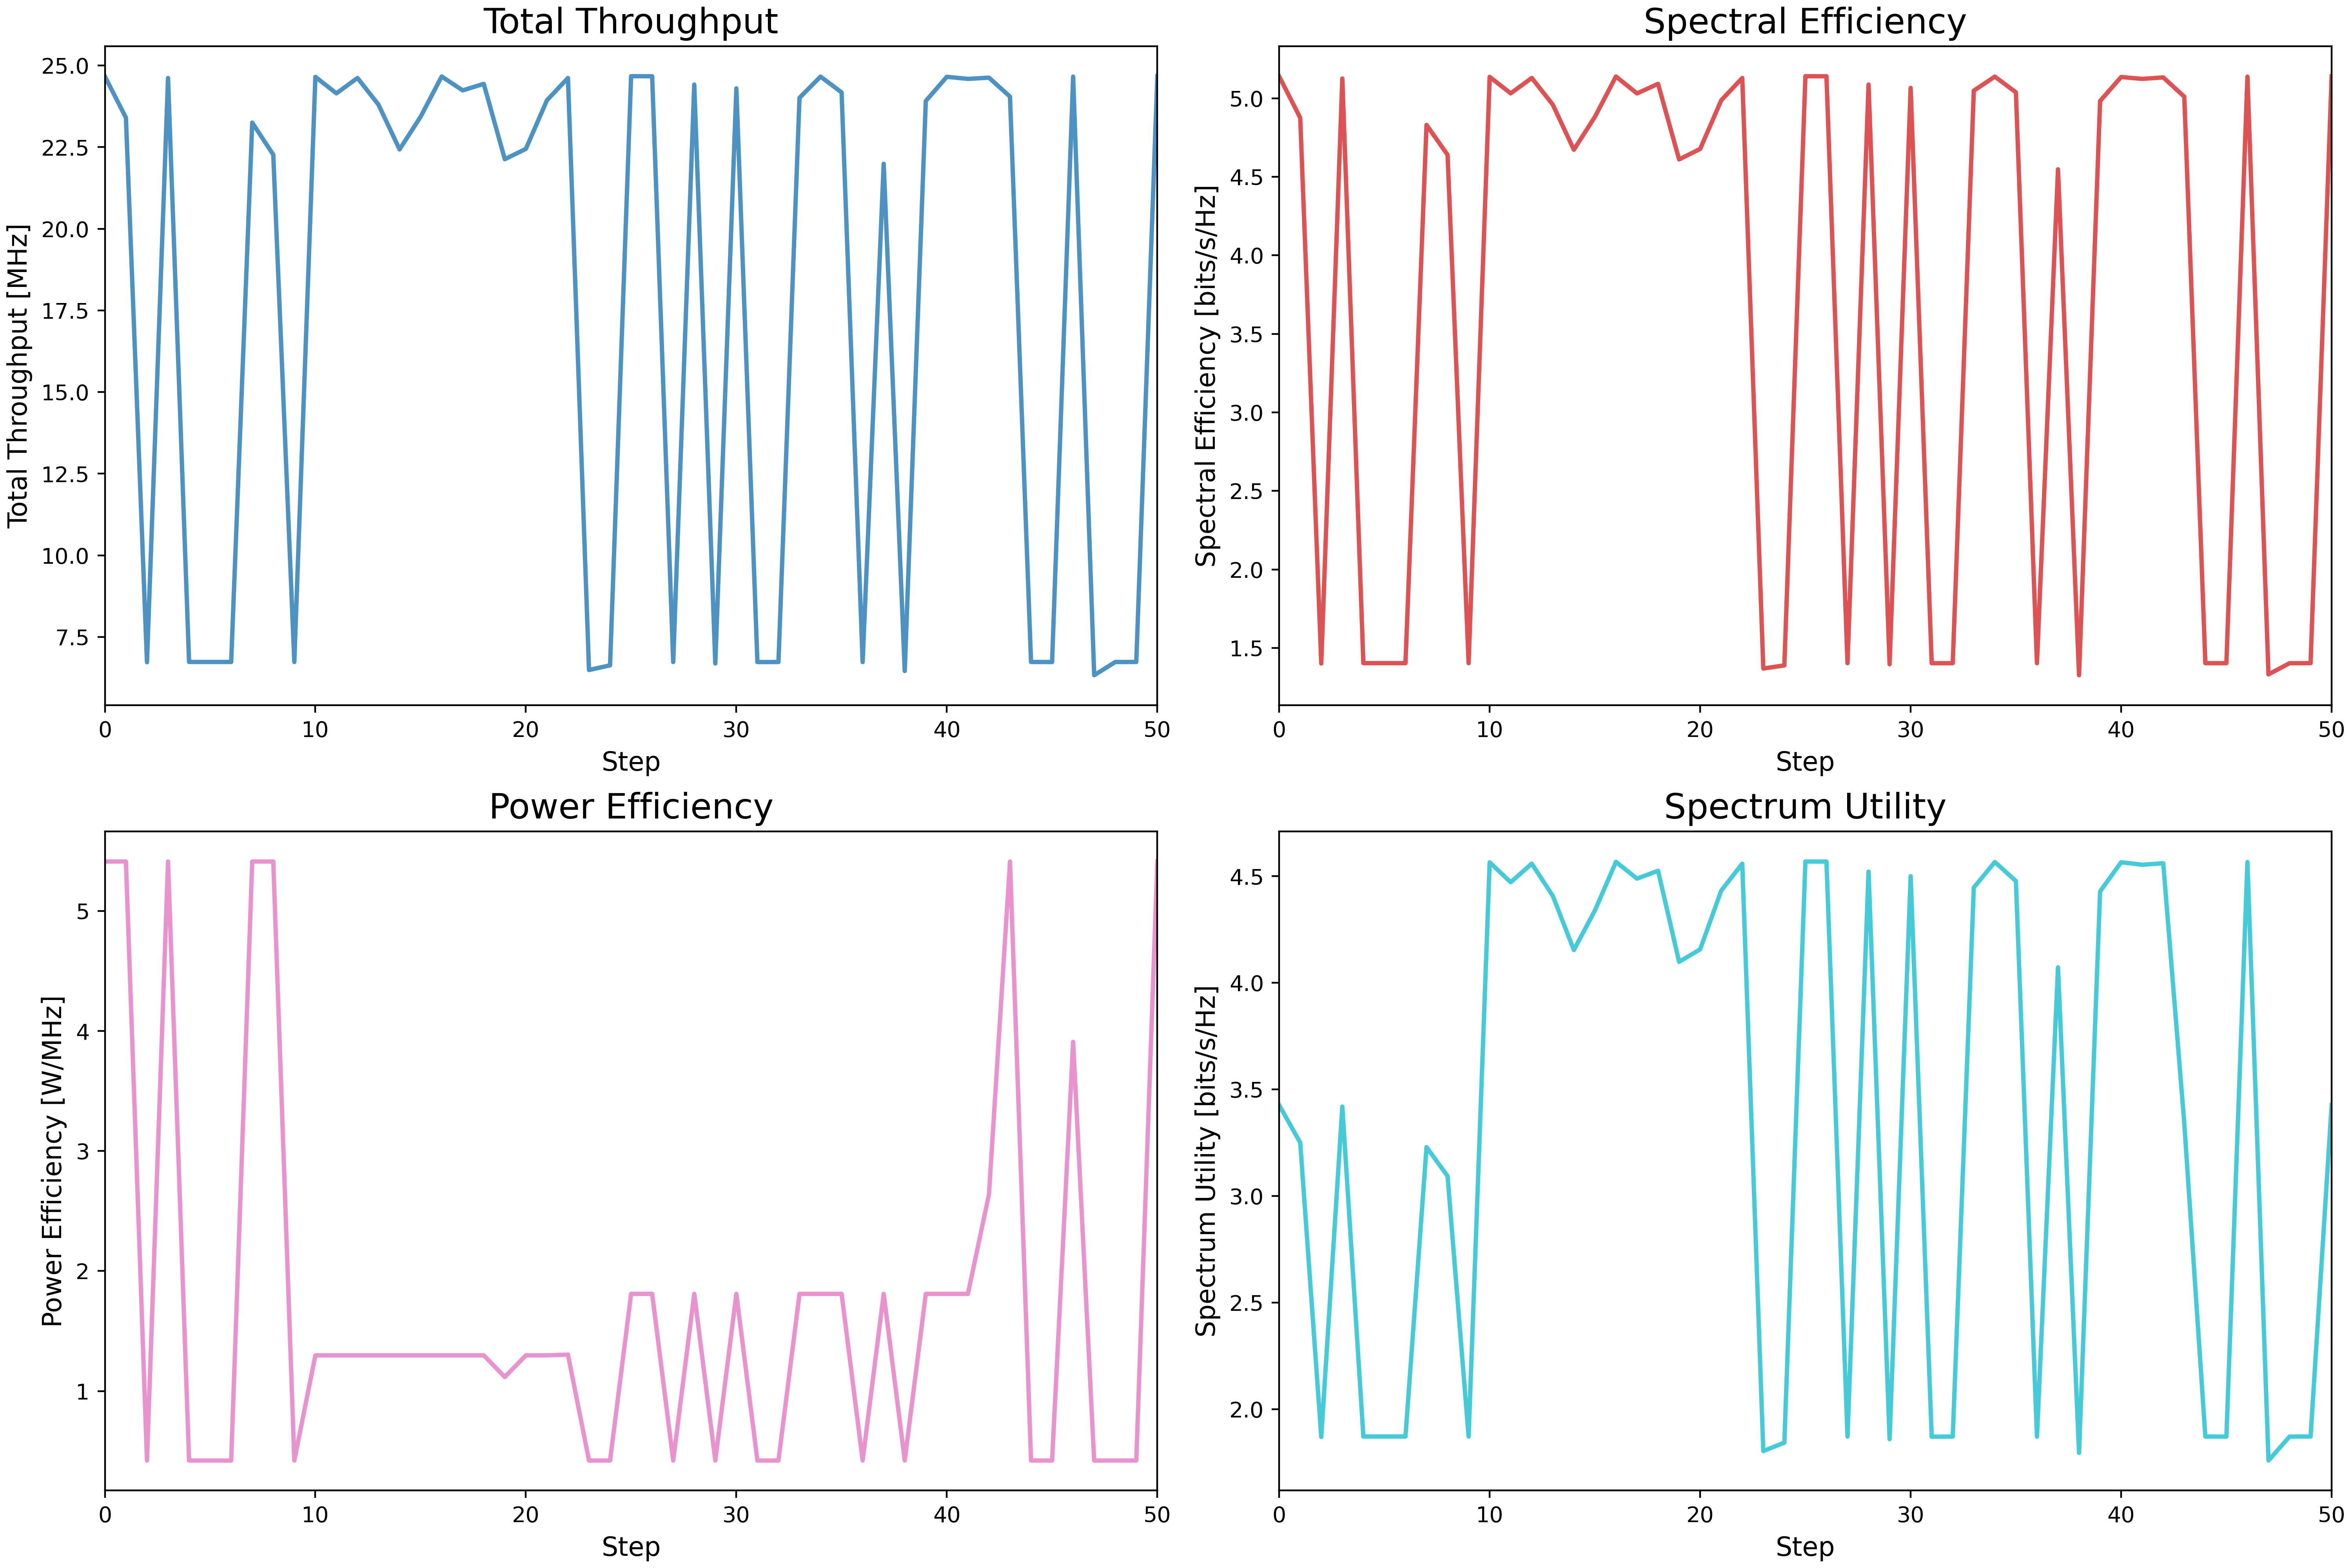 Total Throughput
Total Throughput [MHz]
25.0
22.5
20.0
17.5
15.0
12.5
10.0
7.5
0 10 20 30 40 50
Step
Spectral Efficiency
Spectral Efficiency [bits/s/Hz]
5.0
4.5
4.0
3.5
3.0
2.5
2.0
1.5
0 10 20 30 40 50
Step
Power Efficiency
Power Efficiency [W/MHz]
5
4
3
2
1
0 10 20 30 40 50
Step
Spectrum Utility
Spectrum Utility [bits/s/Hz]
4.5
4.0
3.5
3.0
2.5
2.0
0 10 20 30 40 50
Step